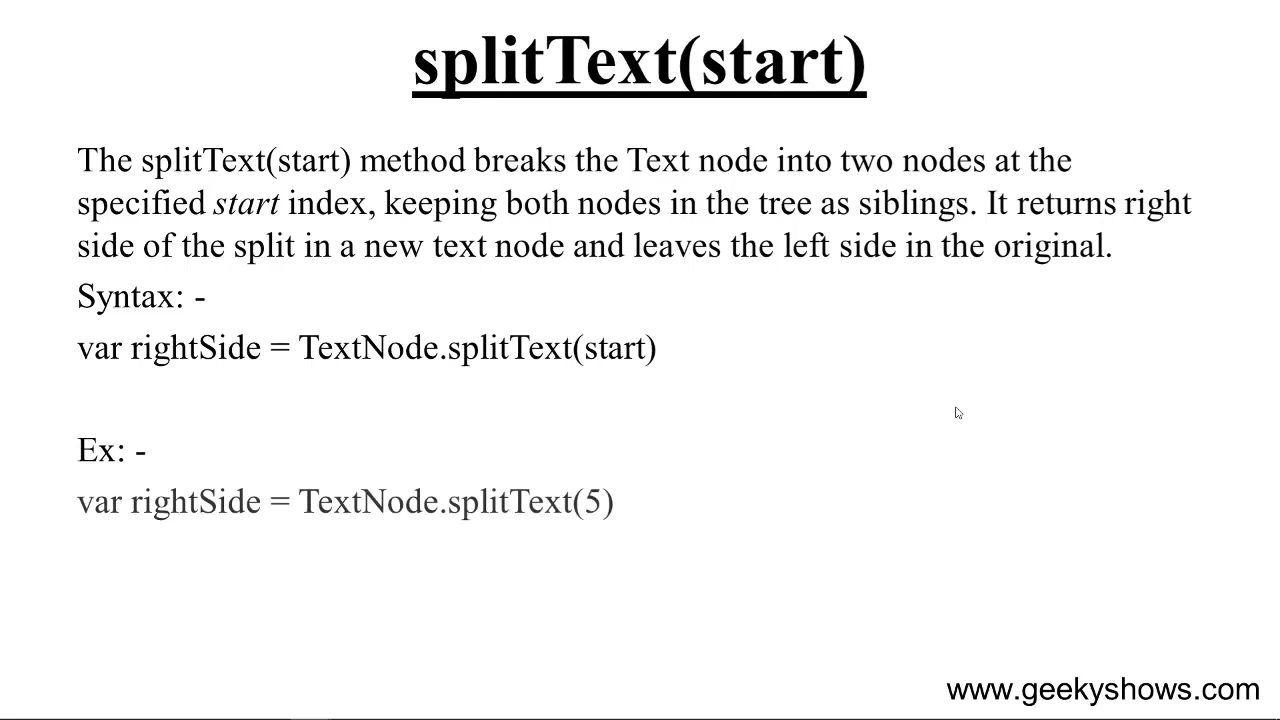 splitText(start)
The splitText(start) method breaks the Text node into two nodes at the
specified start index, keeping both nodes in the tree as siblings. It returns right
side of the split in a new text node and leaves the left side in the original.
Syntax: -
var rightSide = TextNode.splitText(start)
Ex: -
var rightSide = TextNode.splitText(5)
www.geekyshows.com